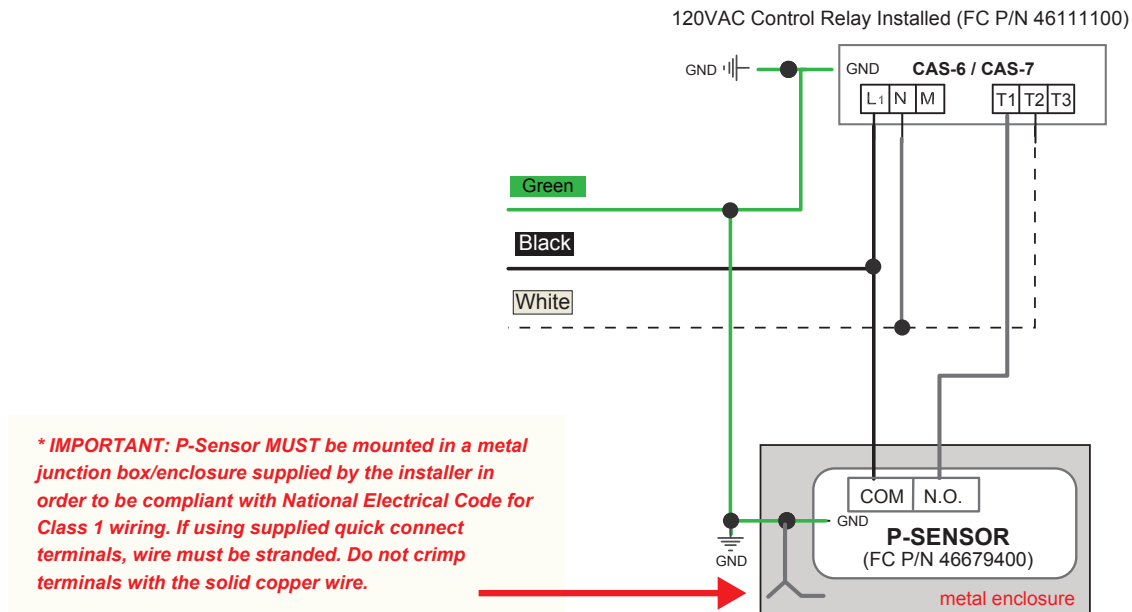 120VAC Control Relay Installed (FC P/N 46111100)
GND
GND
CAS-6 / CAS-7
L1 N M
T1 T2 T3
Green
Black
White
* IMPORTANT: P-Sensor MUST be mounted in a metal
junction box/enclosure supplied by the installer in
order to be compliant with National Electrical Code for
Class 1 wiring. If using supplied quick connect
terminals, wire must be stranded. Do not crimp
terminals with the solid copper wire.
COM N.O.
GND
P-SENSOR
(FC P/N 46679400)
GND
metal enclosure